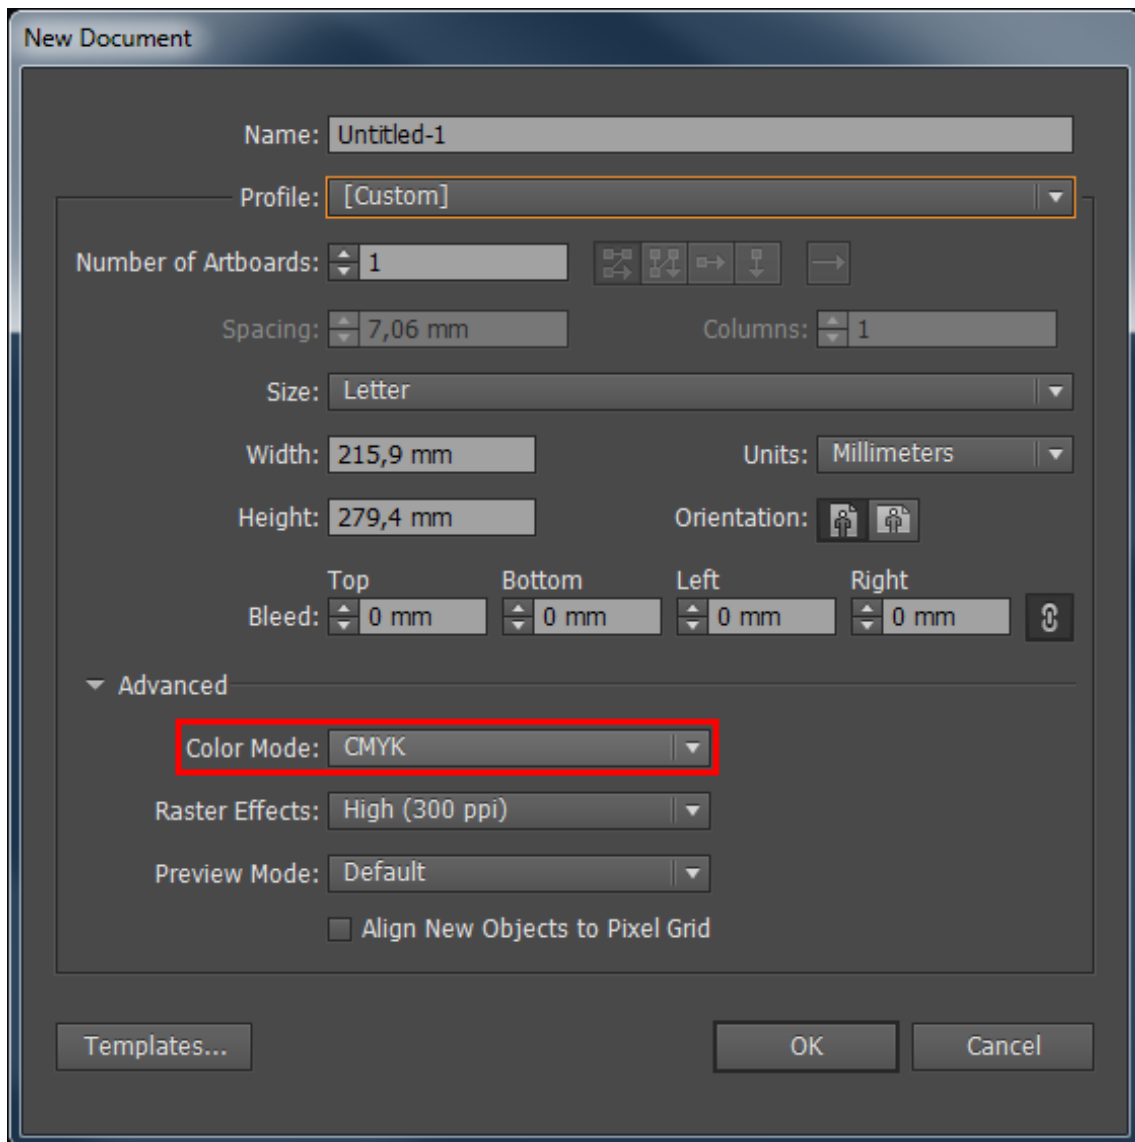 New Document
Name: Untitled-1
Profile: [Custom]
Number of Artboards: 1
Spacing: 7,06 mm Columns: 1
Size: Letter
Width: 215,9 mm Units: Millimeters
Height: 279,4 mm Orientation:
Top Bottom Left Right
Bleed: 0 mm 0 mm 0 mm 0 mm
Advanced
Color Mode: CMYK
Raster Effects: High (300 ppi)
Preview Mode: Default
Align New Objects to Pixel Grid
Templates... OK Cancel